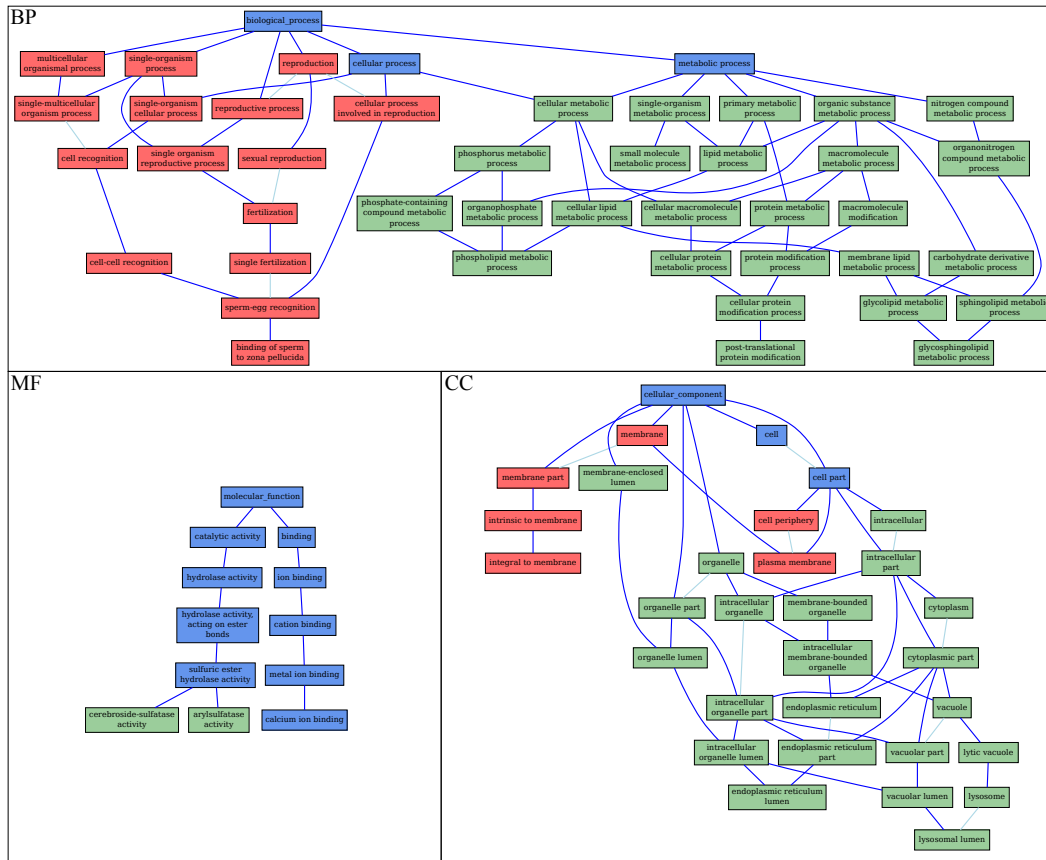 BP
biological_process
multicellular
organismal process
single-organism
process
reproduction
cellular process
metabolic process
single-multicellular
organism process
single-organism
cellular process
reproductive process
cellular process
involved in reproduction
cellular metabolic
process
single-organism
metabolic process
primary metabolic
process
organic substance
metabolic process
nitrogen compound
metabolic process
cell recognition
single organism
reproductive process
sexual reproduction
phosphorus metabolic
process
small molecule
metabolic process
lipid metabolic
process
macromolecule
metabolic process
organonitrogen
compound metabolic
process
fertilization
phosphate-containing
compound metabolic
process
organophosphate
metabolic process
cellular lipid
metabolic process
cellular macromolecule
metabolic process
protein metabolic
process
macromolecule
modification
cell-cell recognition
single fertilization
phospholipid metabolic
process
cellular protein
metabolic process
protein modification
process
membrane lipid
metabolic process
carbohydrate derivative
metabolic process
sperm-egg recognition
cellular protein
modification process
glycolipid metabolic
process
sphingolipid metabolic
process
binding of sperm
to zona pellucida
post-translational
protein modification
glycosphingolipid
metabolic process
MF
molecular_function
catalytic activity
binding
hydrolase activity
ion binding
hydrolase activity,
acting on ester
bonds
cation binding
sulfuric ester
hydrolase activity
metal ion binding
cerebroside-sulfatase
activity
arylsulfatase
activity
calcium ion binding
CC
cellular_component
membrane
cell
membrane part
membrane-enclosed
lumen
cell part
intrinsic to membrane
cell periphery
intracellular
integral to membrane
organelle
plasma membrane
intracellular
part
organelle part
intracellular
organelle
membrane-bounded
organelle
cytoplasm
organelle lumen
intracellular
membrane-bounded
organelle
cytoplasmic part
intracellular
organelle part
endoplasmic reticulum
vacuole
intracellular
organelle lumen
endoplasmic reticulum
part
vacuolar part
lytic vacuole
endoplasmic reticulum
lumen
vacuolar lumen
lysosome
lysosomal lumen